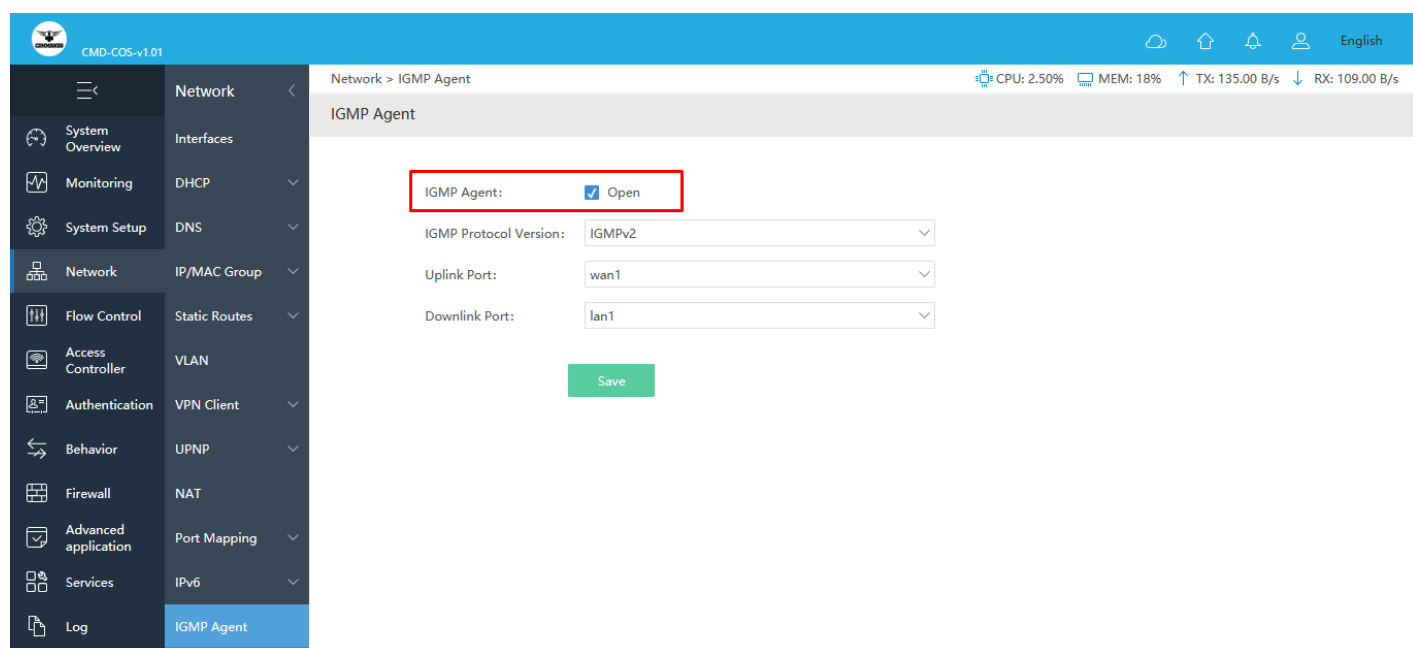 COMMANDO
CMD-COS-v1.01
English
Network > IGMP Agent
CPU: 2.50%
MEM: 18%
TX: 135.00 B/s
RX: 109.00 B/s
System
Overview
Monitoring
System Setup
Network
Flow Control
Access
Controller
Authentication
Behavior
Firewall
Advanced
application
Services
Log
Network
Interfaces
DHCP
DNS
IP/MAC Group
Static Routes
VLAN
VPN Client
UPNP
NAT
Port Mapping
IPv6
IGMP Agent
IGMP Agent
IGMP Agent: Open
IGMP Protocol Version: IGMPv2
Uplink Port: wan1
Downlink Port: lan1
Save